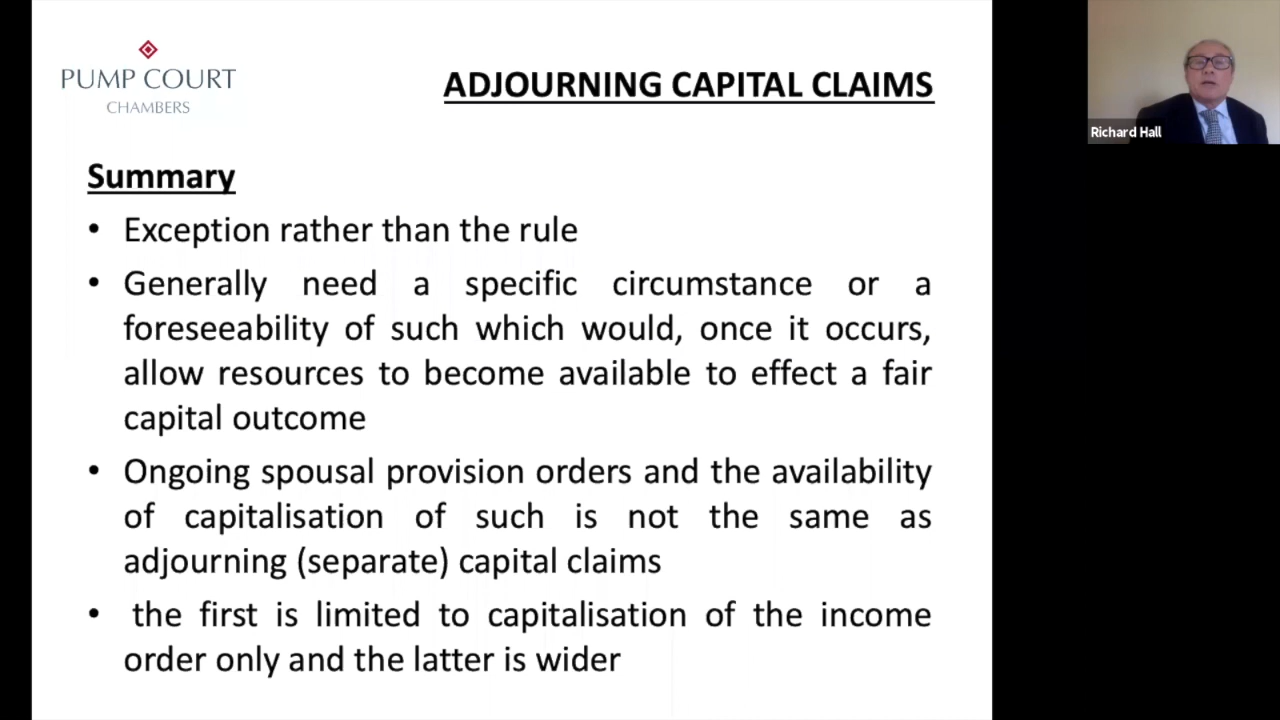 PUMP COURT
CHAMBERS
ADJOURNING CAPITAL CLAIMS
Richard Hall
Summary
• Exception rather than the rule
• Generally need a specific circumstance or a
foreseeability of such which would, once it occurs,
allow resources to become available to effect a fair
capital outcome
• Ongoing spousal provision orders and the availability
of capitalisation of such is not the same as
adjourning (separate) capital claims
• the first is limited to capitalisation of the income
order only and the latter is wider